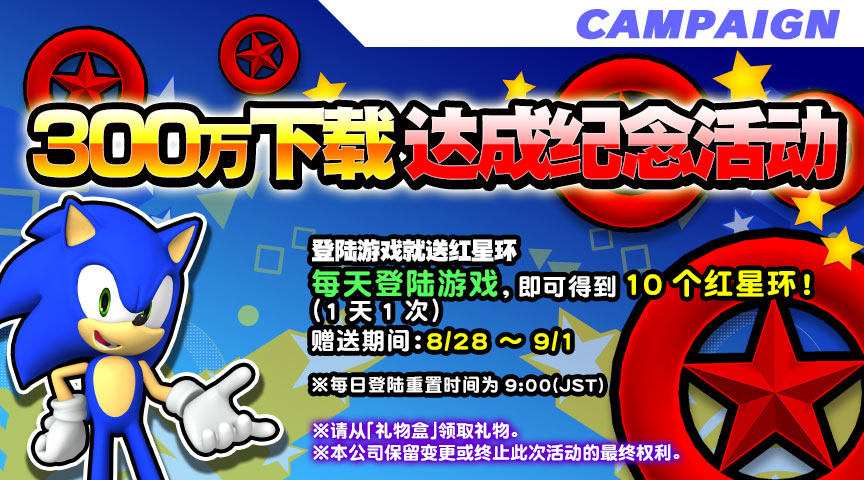 CAMPAIGN
300万下载 达成纪念活动
登陆游戏就送红星环
每天登陆游戏，即可得到 10 个红星环！
（1 天 1 次）
赠送期间：8/28 ～ 9/1
※每日登陆重置时间为 9:00(JST)
※请从「礼物盒」领取礼物。
※本公司保留变更或终止此次活动的最终权利。